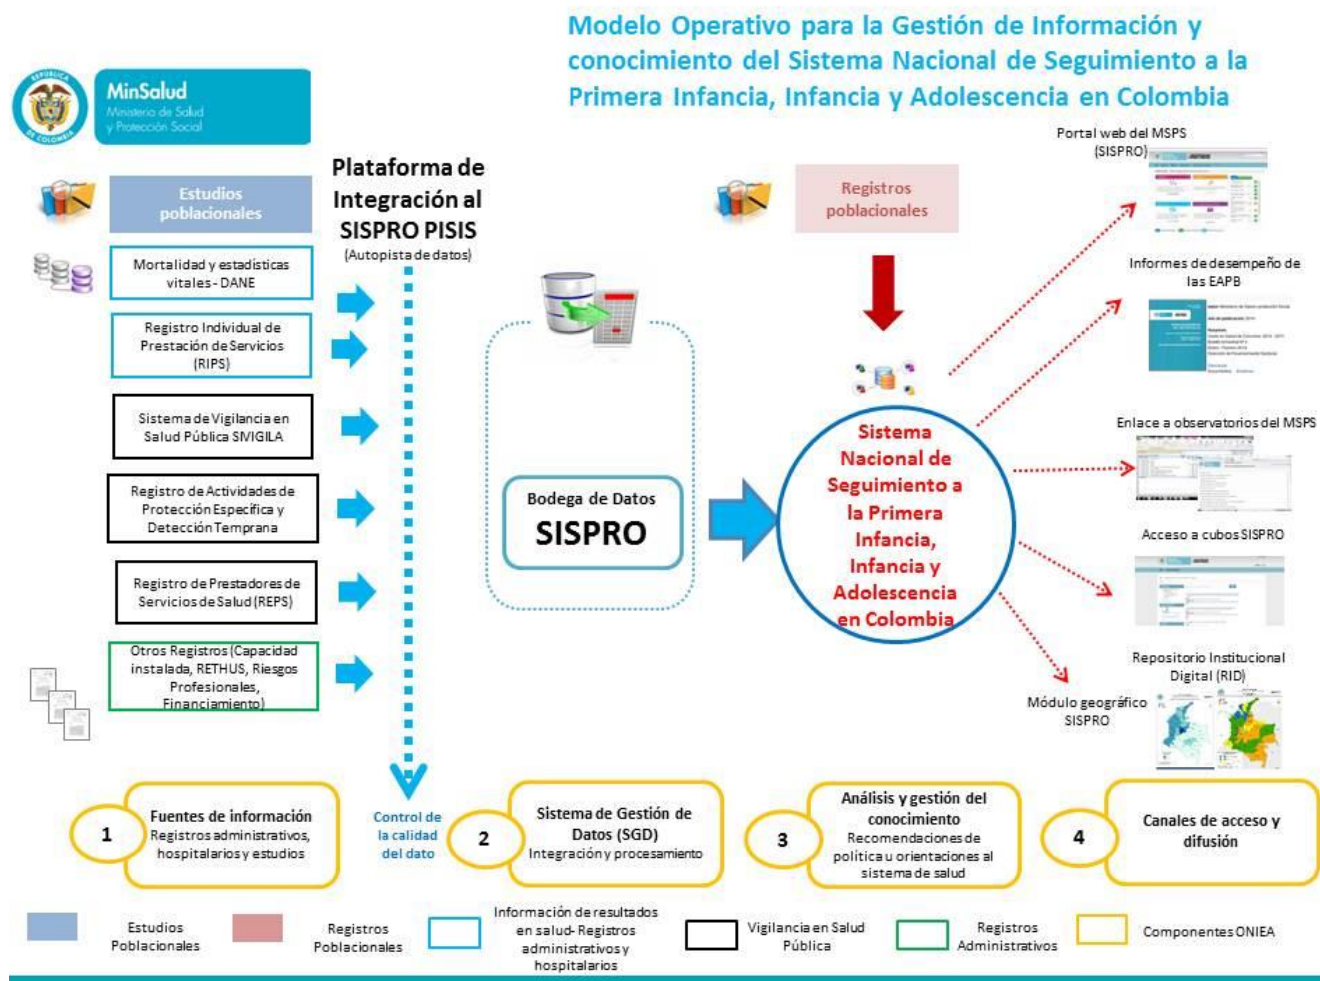 Modelo Operativo para la Gestión de Información y
conocimiento del Sistema Nacional de Seguimiento a la
Primera Infancia, Infancia y Adolescencia en Colombia
REPÚBLICA
DE COLOMBIA
MinSalud
Ministerio de Salud
y Protección Social
Estudios
poblacionales
Mortalidad y estadísticas
vitales - DANE
Registro Individual de
Prestación de Servicios
(RIPS)
Sistema de Vigilancia en
Salud Pública SIVIGILA
Registro de Actividades de
Protección Específica y
Detección Temprana
Registro de Prestadores de
Servicios de Salud (REPS)
Otros Registros (Capacidad
instalada, RETHUS, Riesgos
Profesionales,
Financiamiento)
Plataforma de
Integración al
SISPRO PISIS
(Autopista de datos)
Control de
la calidad
del dato
Bodega de Datos
SISPRO
Registros
poblacionales
Sistema
Nacional de
Seguimiento a
la Primera
Infancia,
Infancia y
Adolescencia
en Colombia
Portal web del MSPS
(SISPRO)
Informes de desempeño de
las EAPB
Enlace a observatorios del MSPS
Acceso a cubos SISPRO
Repositorio Institucional
Digital (RID)
Módulo geográfico
SISPRO
1
Fuentes de información
Registros administrativos,
hospitalarios y estudios
2
Sistema de Gestión de
Datos (SGD)
Integración y procesamiento
3
Análisis y gestión del
conocimiento
Recomendaciones de
política u orientaciones al
sistema de salud
4
Canales de acceso y
difusión
Estudios
Poblacionales
Registros
Poblacionales
Información de resultados
en salud- Registros
administrativos y
hospitalarios
Vigilancia en Salud
Pública
Registros
Administrativos
Componentes ONIEA